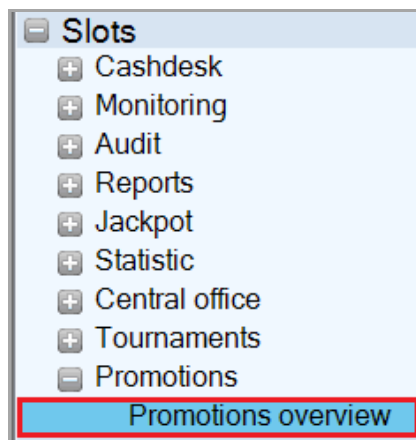 Slots
Cashdesk
Monitoring
Audit
Reports
Jackpot
Statistic
Central office
Tournaments
Promotions
Promotions overview